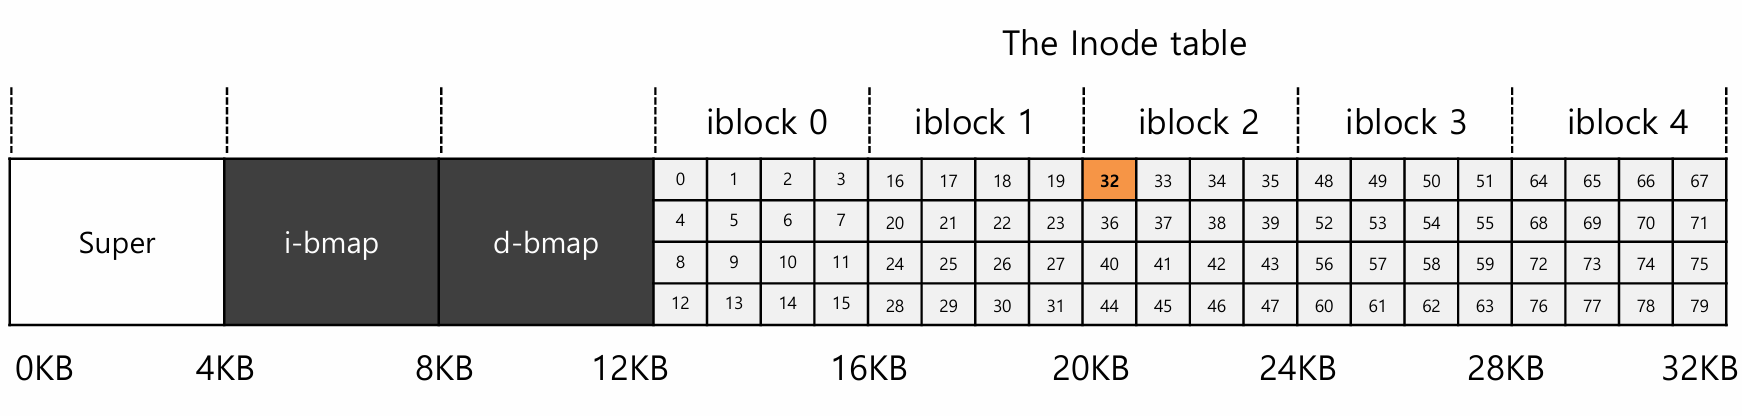 The Inode table
iblock 0 iblock 1 iblock 2 iblock 3 iblock 4
Super i-bmap d-bmap
0 1 2 3 16 17 18 19 32 33 34 35 48 49 50 51 64 65 66 67
4 5 6 7 20 21 22 23 36 37 38 39 52 53 54 55 68 69 70 71
8 9 10 11 24 25 26 27 40 41 42 43 56 57 58 59 72 73 74 75
12 13 14 15 28 29 30 31 44 45 46 47 60 61 62 63 76 77 78 79
0KB 4KB 8KB 12KB 16KB 20KB 24KB 28KB 32KB